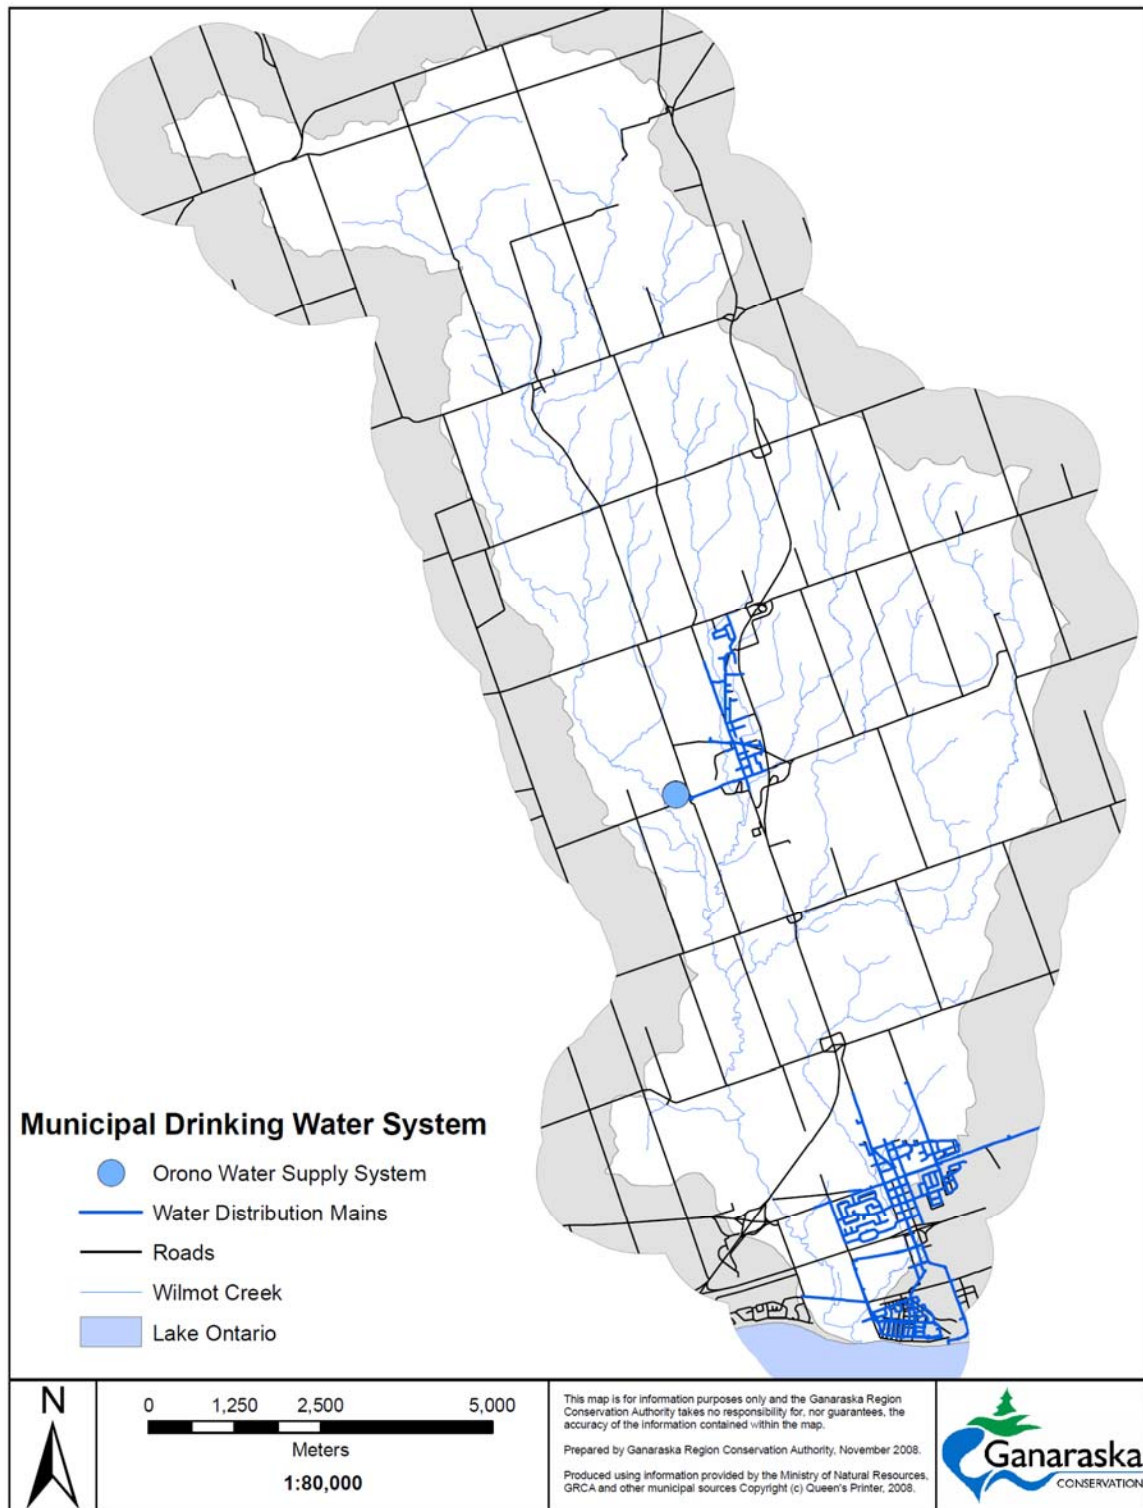 Municipal Drinking Water System
Orono Water Supply System
Water Distribution Mains
Roads
Wilmot Creek
Lake Ontario
N
0 1,250 2,500 5,000
Meters
1:80,000
This map is for information purposes only and the Ganaraska Region
Conservation Authority takes no responsibility for, nor guarantees, the
accuracy of the information contained within the map.
Prepared by Ganaraska Region Conservation Authority, November 2008.
Produced using information provided by the Ministry of Natural Resources,
GRCA and other municipal sources Copyright (c) Queen's Printer, 2008.
Ganaraska
CONSERVATION